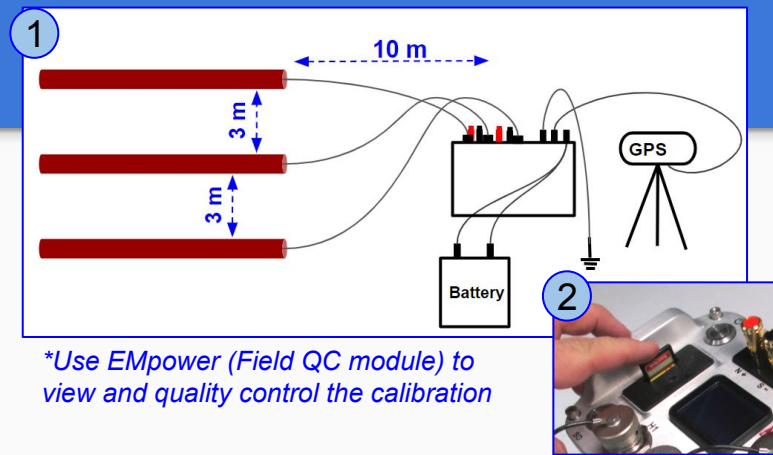 1
10 m
3 m
3 m
GPS
Battery
2
*Use EMpower (Field QC module) to
view and quality control the calibration
N+
S-
H1